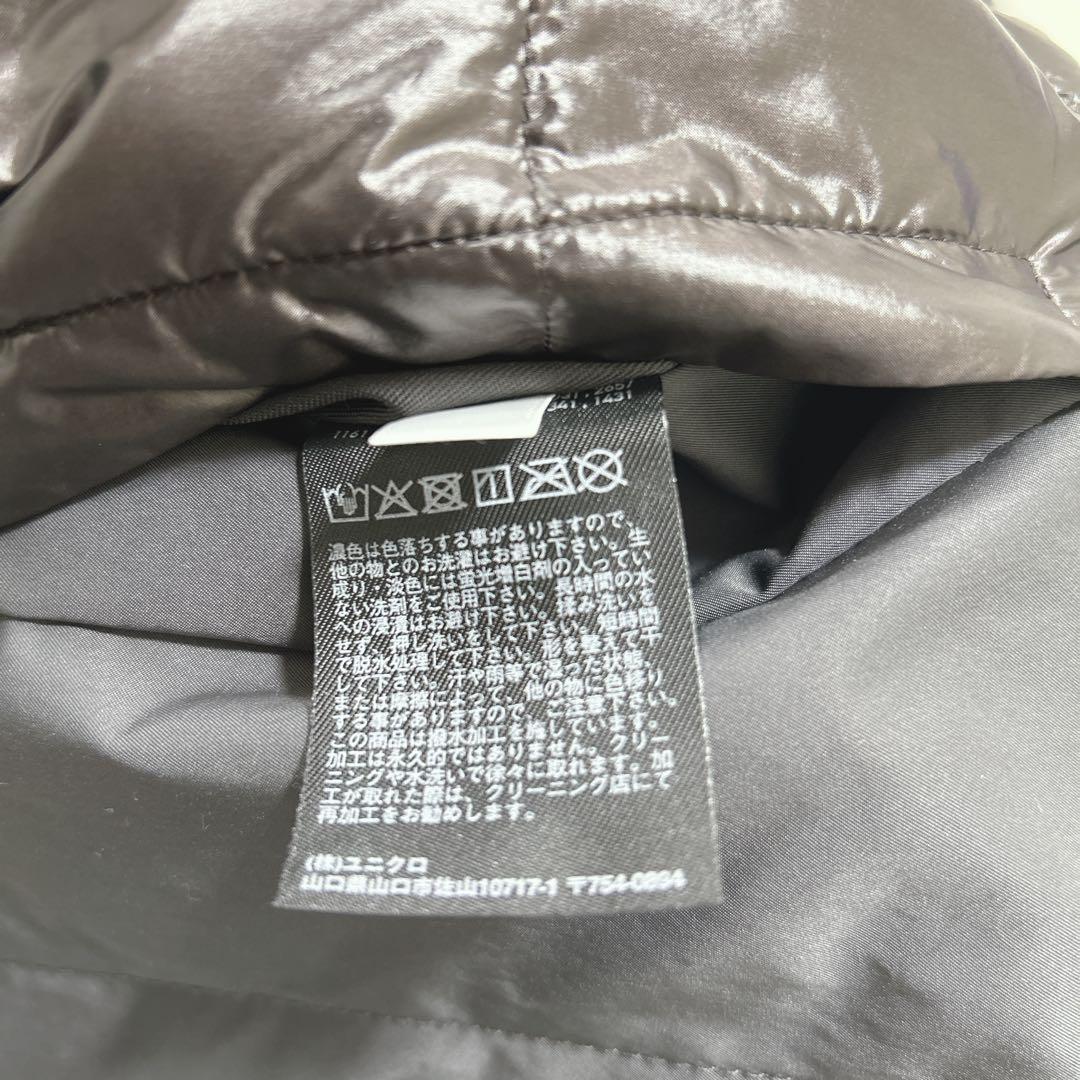 341.1431
濃色は色落ちする事がありますので、
他の物とのお洗濯はお避け下さい。生
成り・淡色には蛍光増白剤の入ってい
ない洗剤をご使用下さい。長時間の水
への浸漬はお避け下さい。揉み洗いを
せず、押し洗いをして下さい。短時間
で脱水処理して下さい。形を整えて干
して下さい。汗や雨等で湿った状態、
または摩擦によって、他の物に色移り
する事がありますのでご注意下さい。
この商品は撥水加工を施しています。
加工は永久的ではありません。クリー
ニングや水洗いで徐々に取れます。加
工が取れた際は、クリーニング店にて
再加工をお勧めします。
(株)ユニクロ
山口県山口市佐山10717-1 〒754-0894